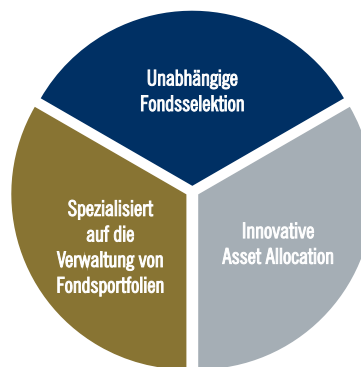 Unabhängige
Fondsselektion
Spezialisiert
auf die
Verwaltung von
Fondsportfolien
Innovative
Asset Allocation